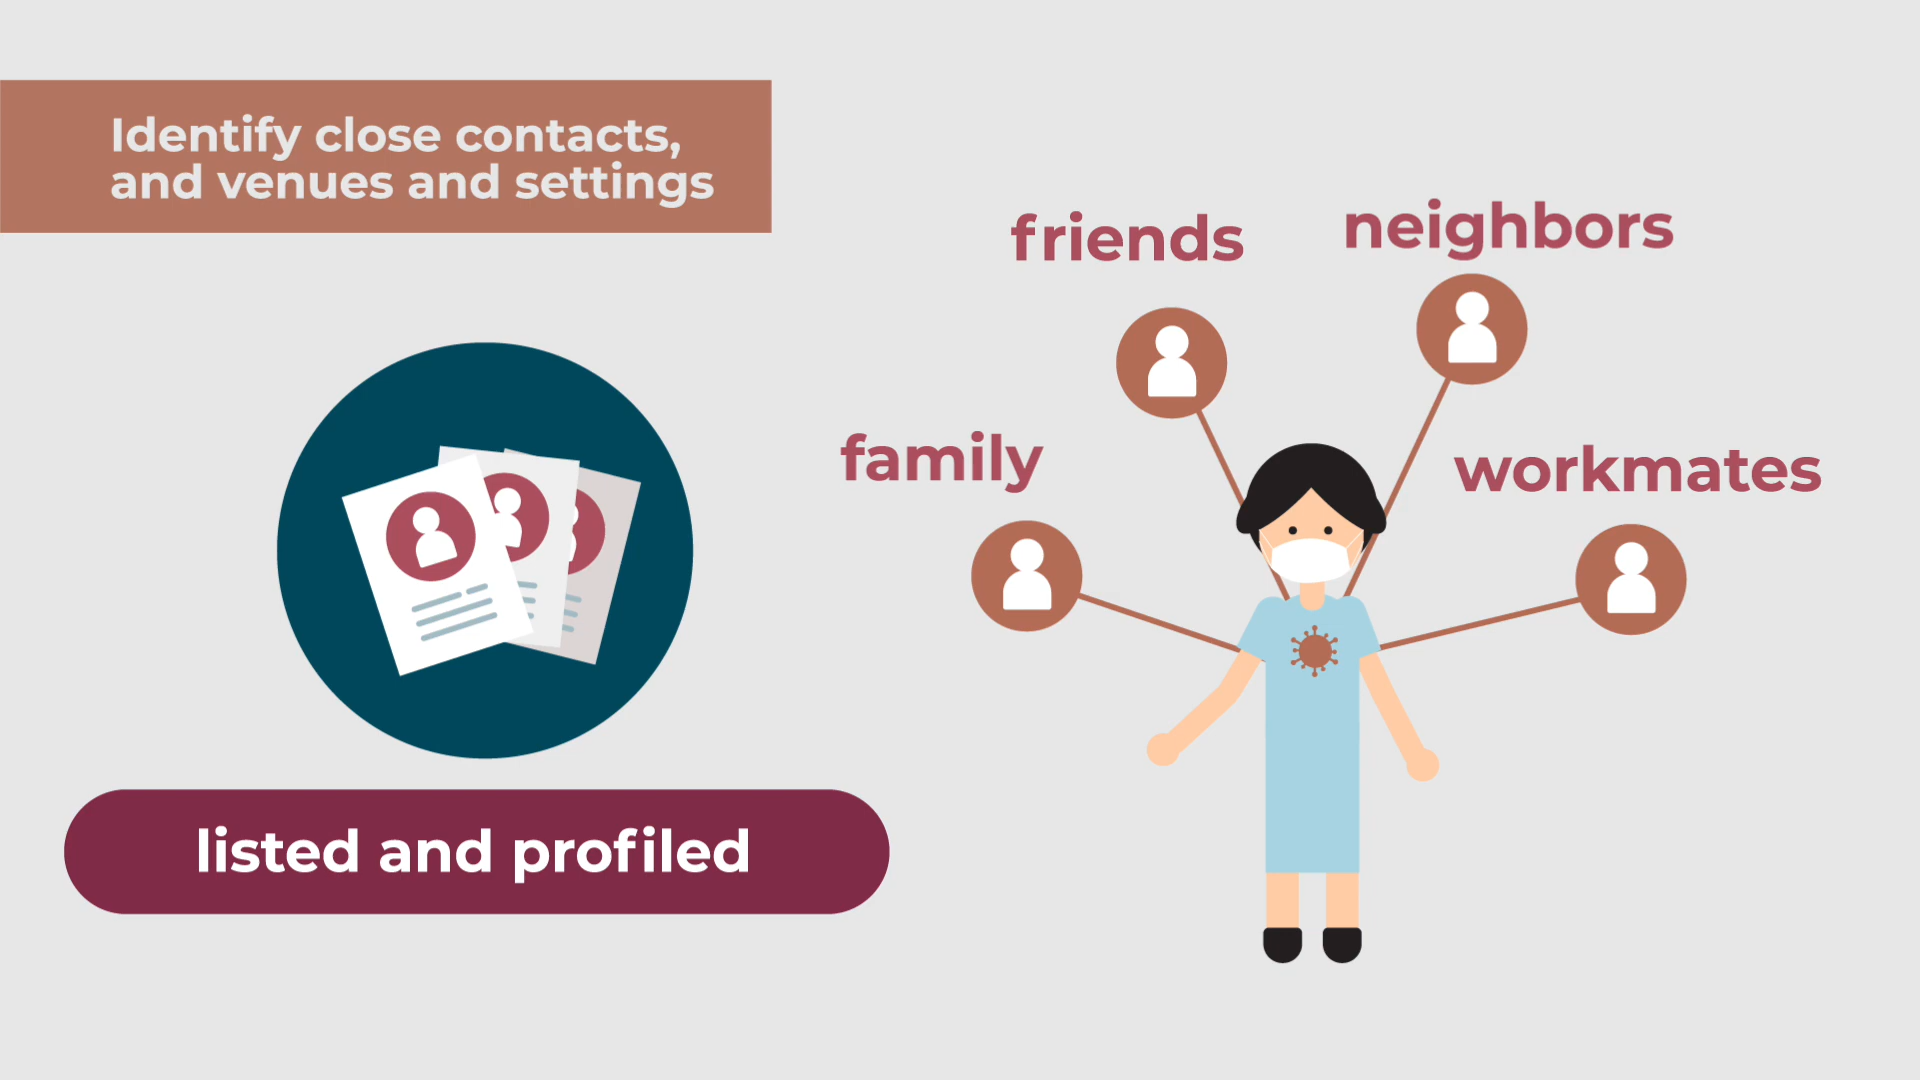 Identify close contacts,
and venues and settings
friends
neighbors
family
workmates
listed and profiled